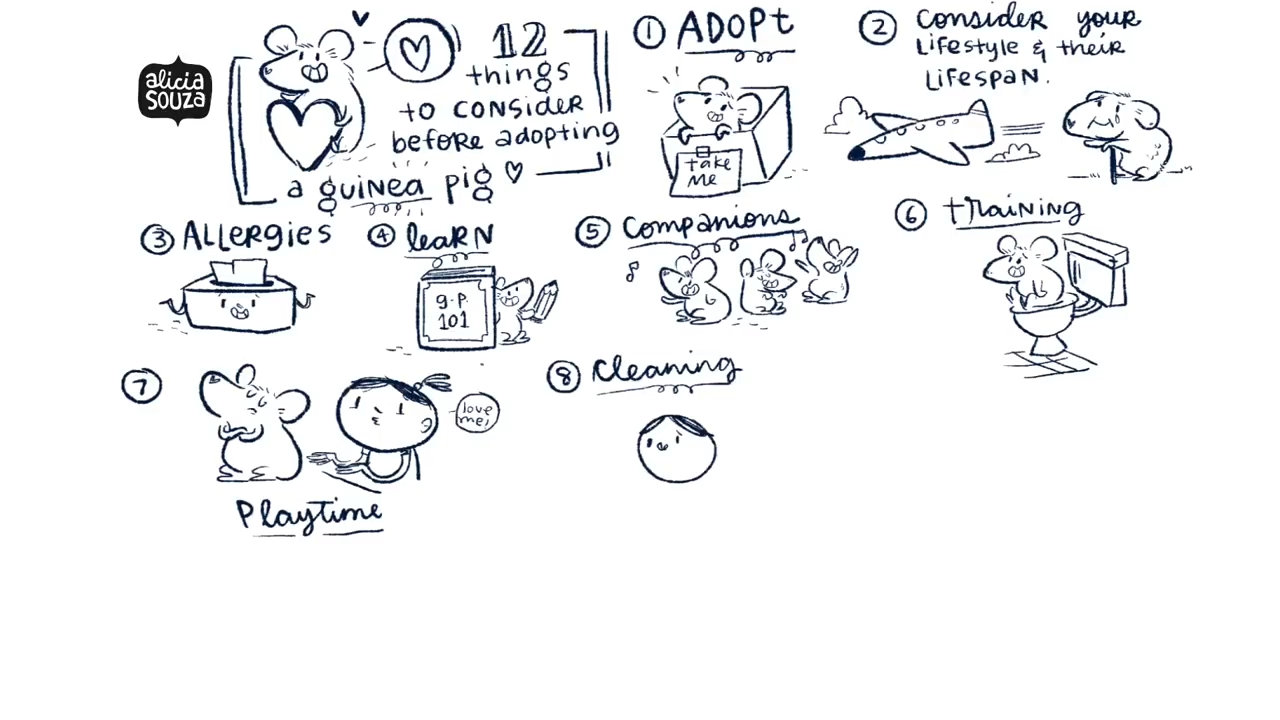 alicia
SOUZA
12
things
to CONSIDER
before adopting
a guiNea pig
1 ADOPt
take
Me
2 CoNsideR youR
Lifestyle & theiR
LifespaN.
3 ALLeRgies
4 leaRN
g.p.
101
5 Companions
6 tRaiNiNg
7
love
me,
Playtime
8 Cleaning